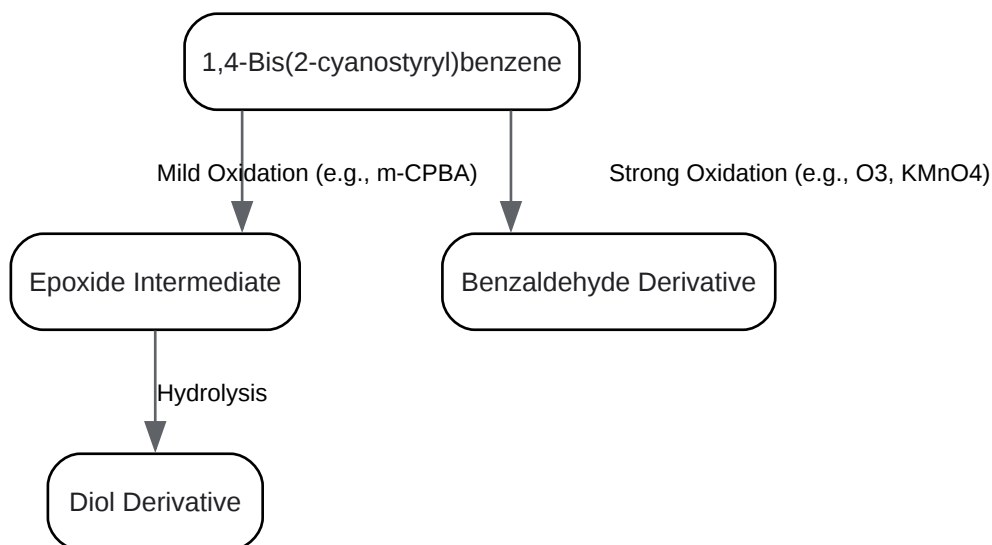 1,4-Bis(2-cyanostyryl)benzene
Mild Oxidation (e.g., m-CPBA)
Strong Oxidation (e.g., O3, KMnO4)
Epoxide Intermediate
Benzaldehyde Derivative
Hydrolysis
Diol Derivative